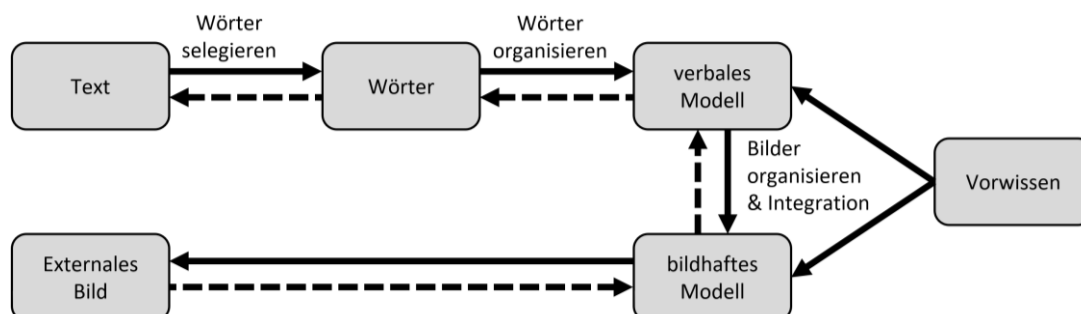 Wörter
selegieren
Wörter
organisieren
Text
Wörter
verbales
Modell
Bilder
organisieren
& Integration
Vorwissen
Externales
Bild
bildhaftes
Modell